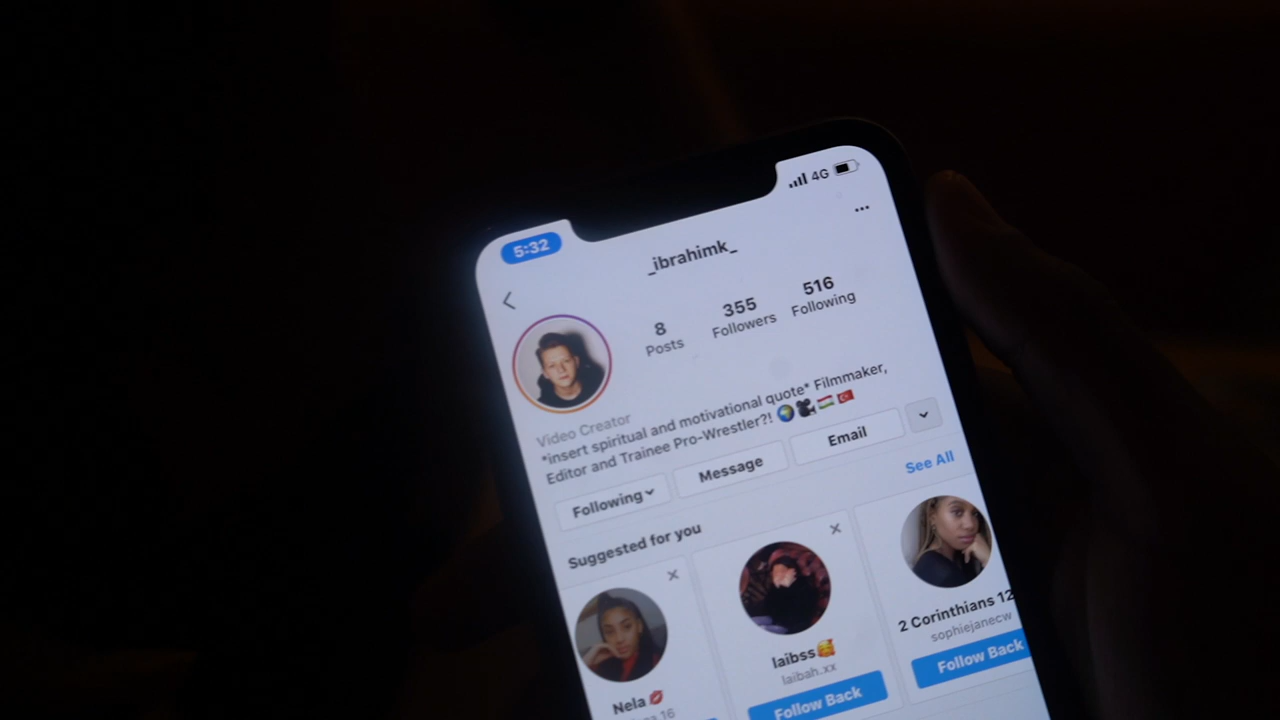 5:32
4G
_ibrahimk_
8
Posts
355
Followers
516
Following
Video Creator
*insert spiritual and motivational quote* Filmmaker,
Editor and Trainee Pro-Wrestler?! 🌍🎥🇭🇺🇹🇷
Following
Message
Email
See All
Suggested for you
Nela 💋
16
laibss🥰
laibah.xx
Follow Back
2 Corinthians 12
sophiejanecw
Follow Back